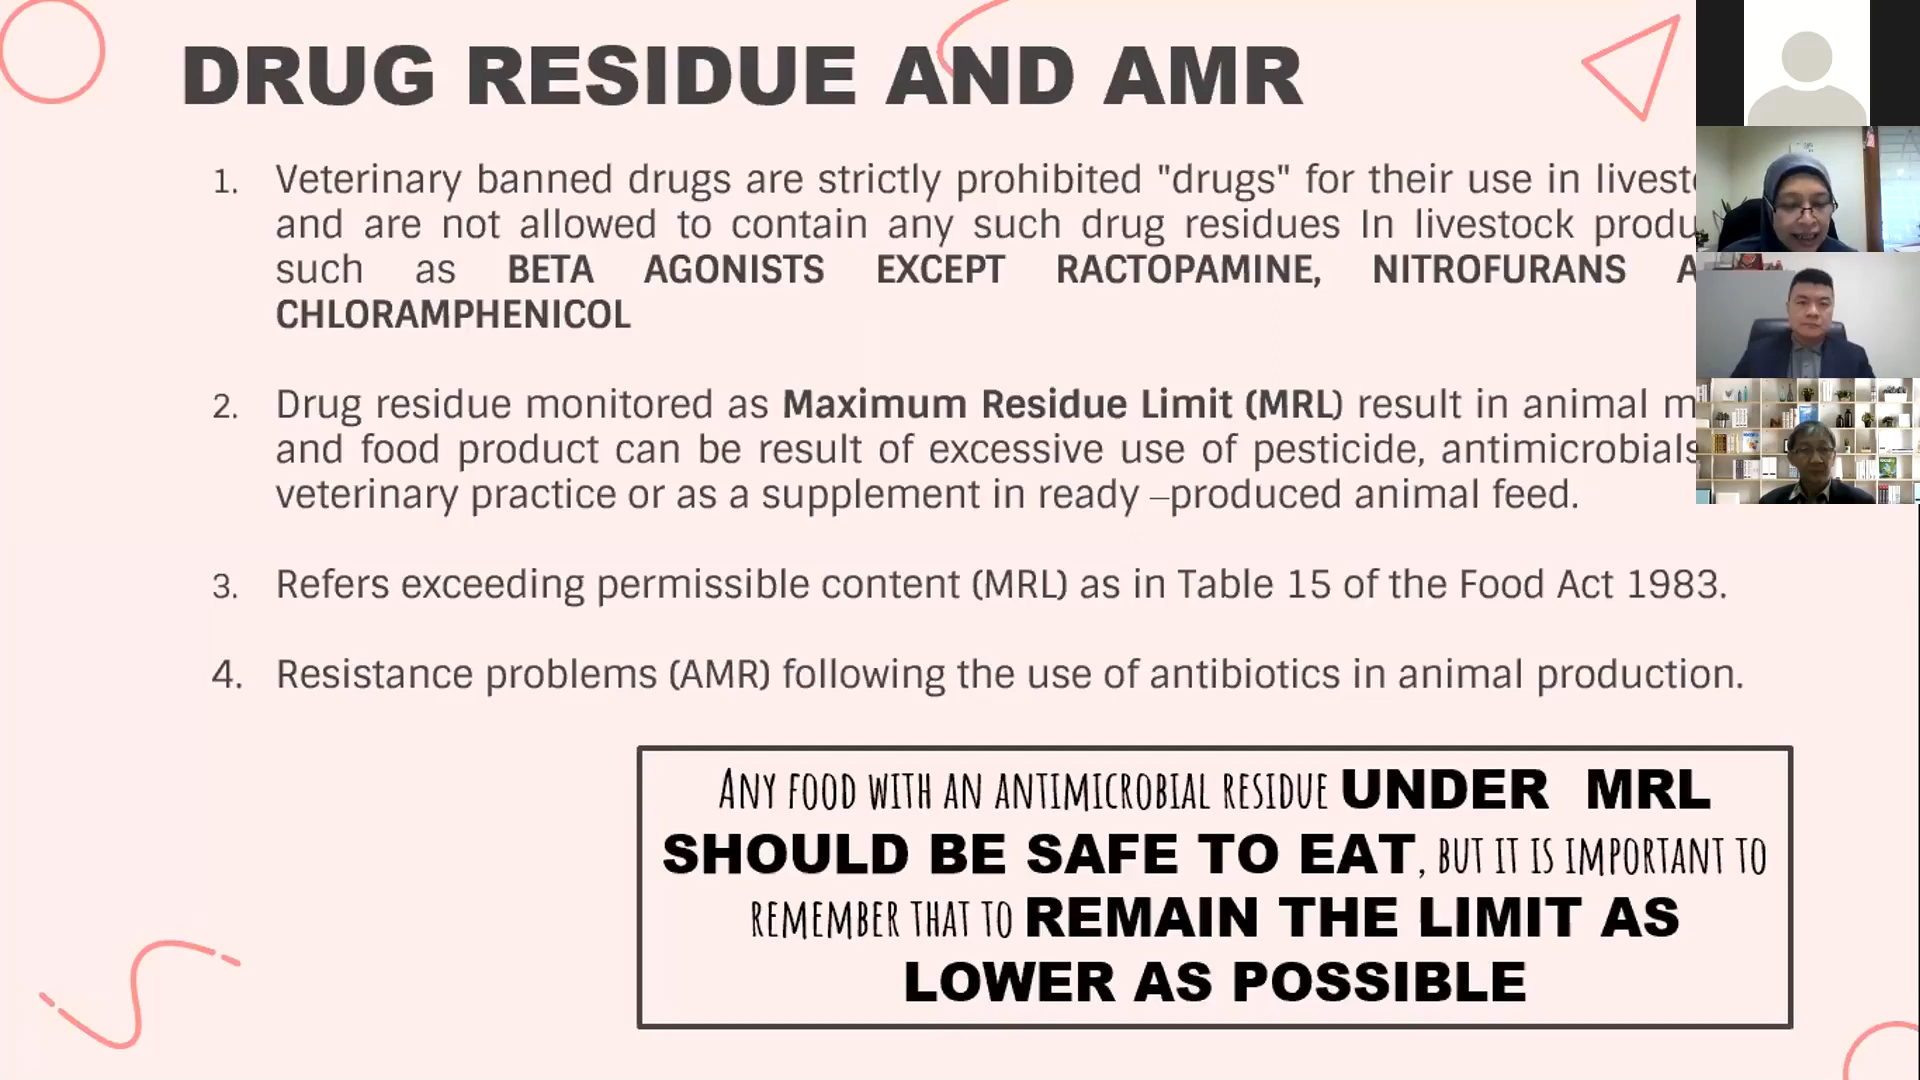 DRUG RESIDUE AND AMR
1. Veterinary banned drugs are strictly prohibited "drugs" for their use in
and are not allowed to contain any such drug residues In livestock
such as BETA AGONISTS EXCEPT RACTOPAMINE, NITROFURANS
CHLORAMPHENICOL
2. Drug residue monitored as Maximum Residue Limit (MRL) result in animal
and food product can be result of excessive use of pesticide, antimicrobials
veterinary practice or as a supplement in ready –produced animal feed.
3. Refers exceeding permissible content (MRL) as in Table 15 of the Food Act 1983.
4. Resistance problems (AMR) following the use of antibiotics in animal production.
ANY FOOD WITH AN ANTIMICROBIAL RESIDUE UNDER MRL
SHOULD BE SAFE TO EAT, BUT IT IS IMPORTANT TO
REMEMBER THAT TO REMAIN THE LIMIT AS
LOWER AS POSSIBLE